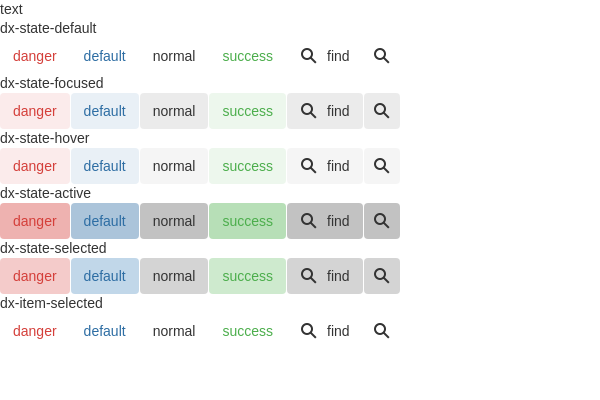 text
dx-state-default
danger default normal success find
dx-state-focused
danger default normal success find
dx-state-hover
danger default normal success find
dx-state-active
danger default normal success find
dx-state-selected
danger default normal success find
dx-item-selected
danger default normal success find